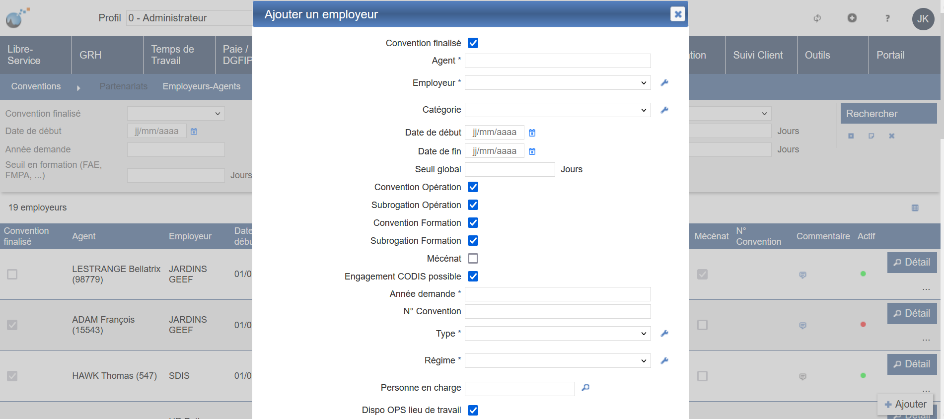 Profil 0 - Administrateur
? JK
Libre-Service
GRH
Temps de Travail
Paie / DGFIP
Suivi Client
Outils
Portail
Conventions
Partenariats
Employeurs-Agents
Convention finalisé
Date de début jj/mm/aaaa
Année demande
Seuil en formation (FAE, FMPA, ...) Jours
Jours
Jours
Rechercher
19 employeurs
Convention finalisé
Agent
Employeur
Mécénat
N° Convention
Commentaire
Actif
LESTRANGE Bellatrix (98779)
JARDINS GEEF
Détail
...
ADAM François (15543)
JARDINS GEEF
Détail
...
HAWK Thomas (547)
SDIS
Détail
...
Ajouter
Ajouter un employeur
Convention finalisé
Agent *
Employeur *
Catégorie
Date de début jj/mm/aaaa
Date de fin jj/mm/aaaa
Seuil global Jours
Convention Opération
Subrogation Opération
Convention Formation
Subrogation Formation
Mécénat
Engagement CODIS possible
Année demande *
N° Convention
Type *
Régime *
Personne en charge
Dispo OPS lieu de travail